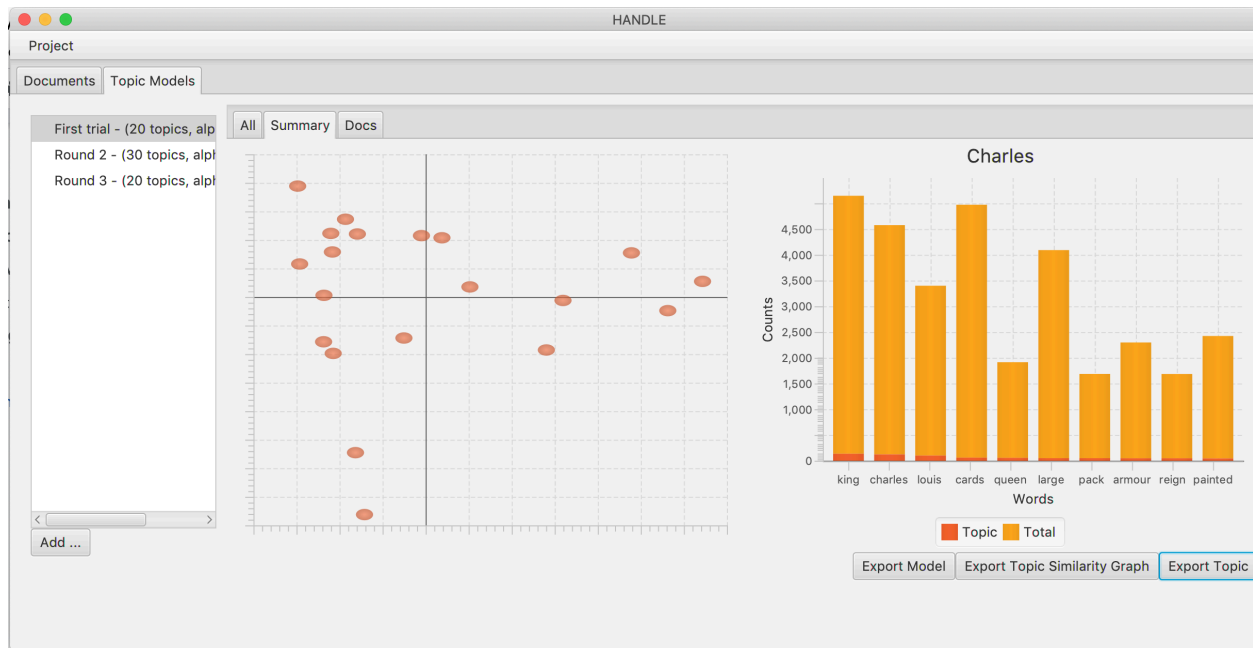 HANDLE
Project
Documents
Topic Models
First trial - (20 topics, alp
Round 2 - (30 topics, alph
Round 3 - (20 topics, alph
Add ...
All
Summary
Docs
Charles
Counts
4,500
4,000
3,500
3,000
2,500
2,000
1,500
1,000
0
king charles louis cards queen large pack armour reign painted
Words
Topic Total
Export Model Export Topic Similarity Graph Export Topic